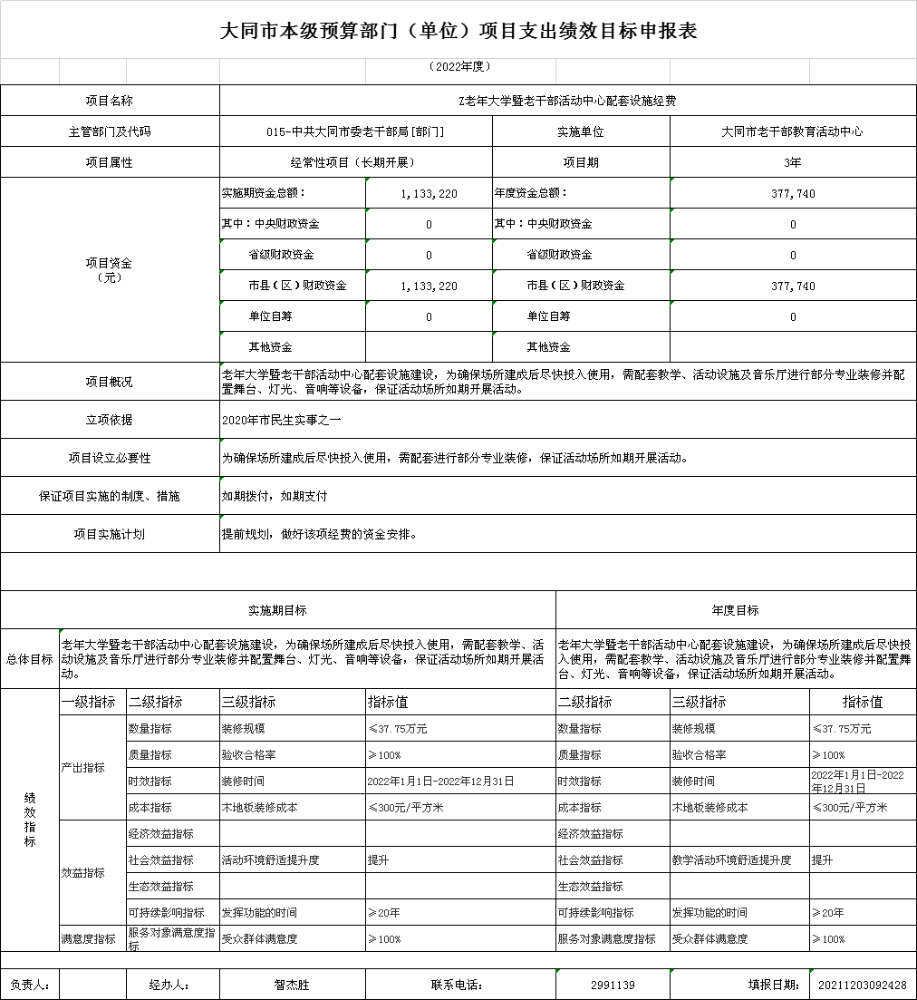 大同市本级预算部门（单位）项目支出绩效目标申报表
（2022年度）
项目名称 Z老年大学暨老干部活动中心配套设施经费
主管部门及代码 015-中共大同市委老干部局[部门] 实施单位 大同市老干部教育活动中心
项目属性 经常性项目（长期开展） 项目期 3年
项目资金
（元）
实施期资金总额： 1,133,220 年度资金总额： 377,740
其中：中央财政资金 0 其中：中央财政资金 0
省级财政资金 0 省级财政资金 0
市县（区）财政资金 1,133,220 市县（区）财政资金 377,740
单位自筹 0 单位自筹 0
其他资金 其他资金
项目概况
老年大学暨老干部活动中心配套设施建设，为确保场所建成后尽快投入使用，需配套教学、活动设施及音乐厅进行部分专业装修并配
置舞台、灯光、音响等设备，保证活动场所如期开展活动。
立项依据 2020年市民生实事之一
项目设立必要性 为确保场所建成后尽快投入使用，需配套进行部分专业装修，保证活动场所如期开展活动。
保证项目实施的制度、措施 如期拨付，如期支付
项目实施计划 提前规划，做好该项经费的资金安排。
实施期目标 年度目标
总体目标
老年大学暨老干部活动中心配套设施建设，为确保场所建成后尽快投入使用，需配套教学、活
动设施及音乐厅进行部分专业装修并配置舞台、灯光、音响等设备，保证活动场所如期开展活
动。
老年大学暨老干部活动中心配套设施建设，为确保场所建成后尽快投
入使用，需配套教学、活动设施及音乐厅进行部分专业装修并配置舞
台、灯光、音响等设备，保证活动场所如期开展活动。
绩
效
指
标
一级指标 二级指标 三级指标 指标值 二级指标 三级指标 指标值
产出指标
数量指标 装修规模 ≤37.75万元 数量指标 装修规模 ≤37.75万元
质量指标 验收合格率 ≥100% 质量指标 验收合格率 ≥100%
时效指标 装修时间 2022年1月1日-2022年12月31日 时效指标 装修时间 2022年1月1日-2022
年12月31日
成本指标 木地板装修成本 ≤300元/平方米 成本指标 木地板装修成本 ≤300元/平方米
效益指标
经济效益指标 经济效益指标
社会效益指标 活动环境舒适提升度 提升 社会效益指标 教学活动环境舒适提升度 提升
生态效益指标 生态效益指标
可持续影响指标 发挥功能的时间 ≥20年 可持续影响指标 发挥功能的时间 ≥20年
满意度指标 服务对象满意度指
标 受众群体满意度 ≥100% 服务对象满意度指标 受众群体满意度 ≥100%
负责人： 经办人： 智杰胜 联系电话： 2991139 填报日期： 20211203092428